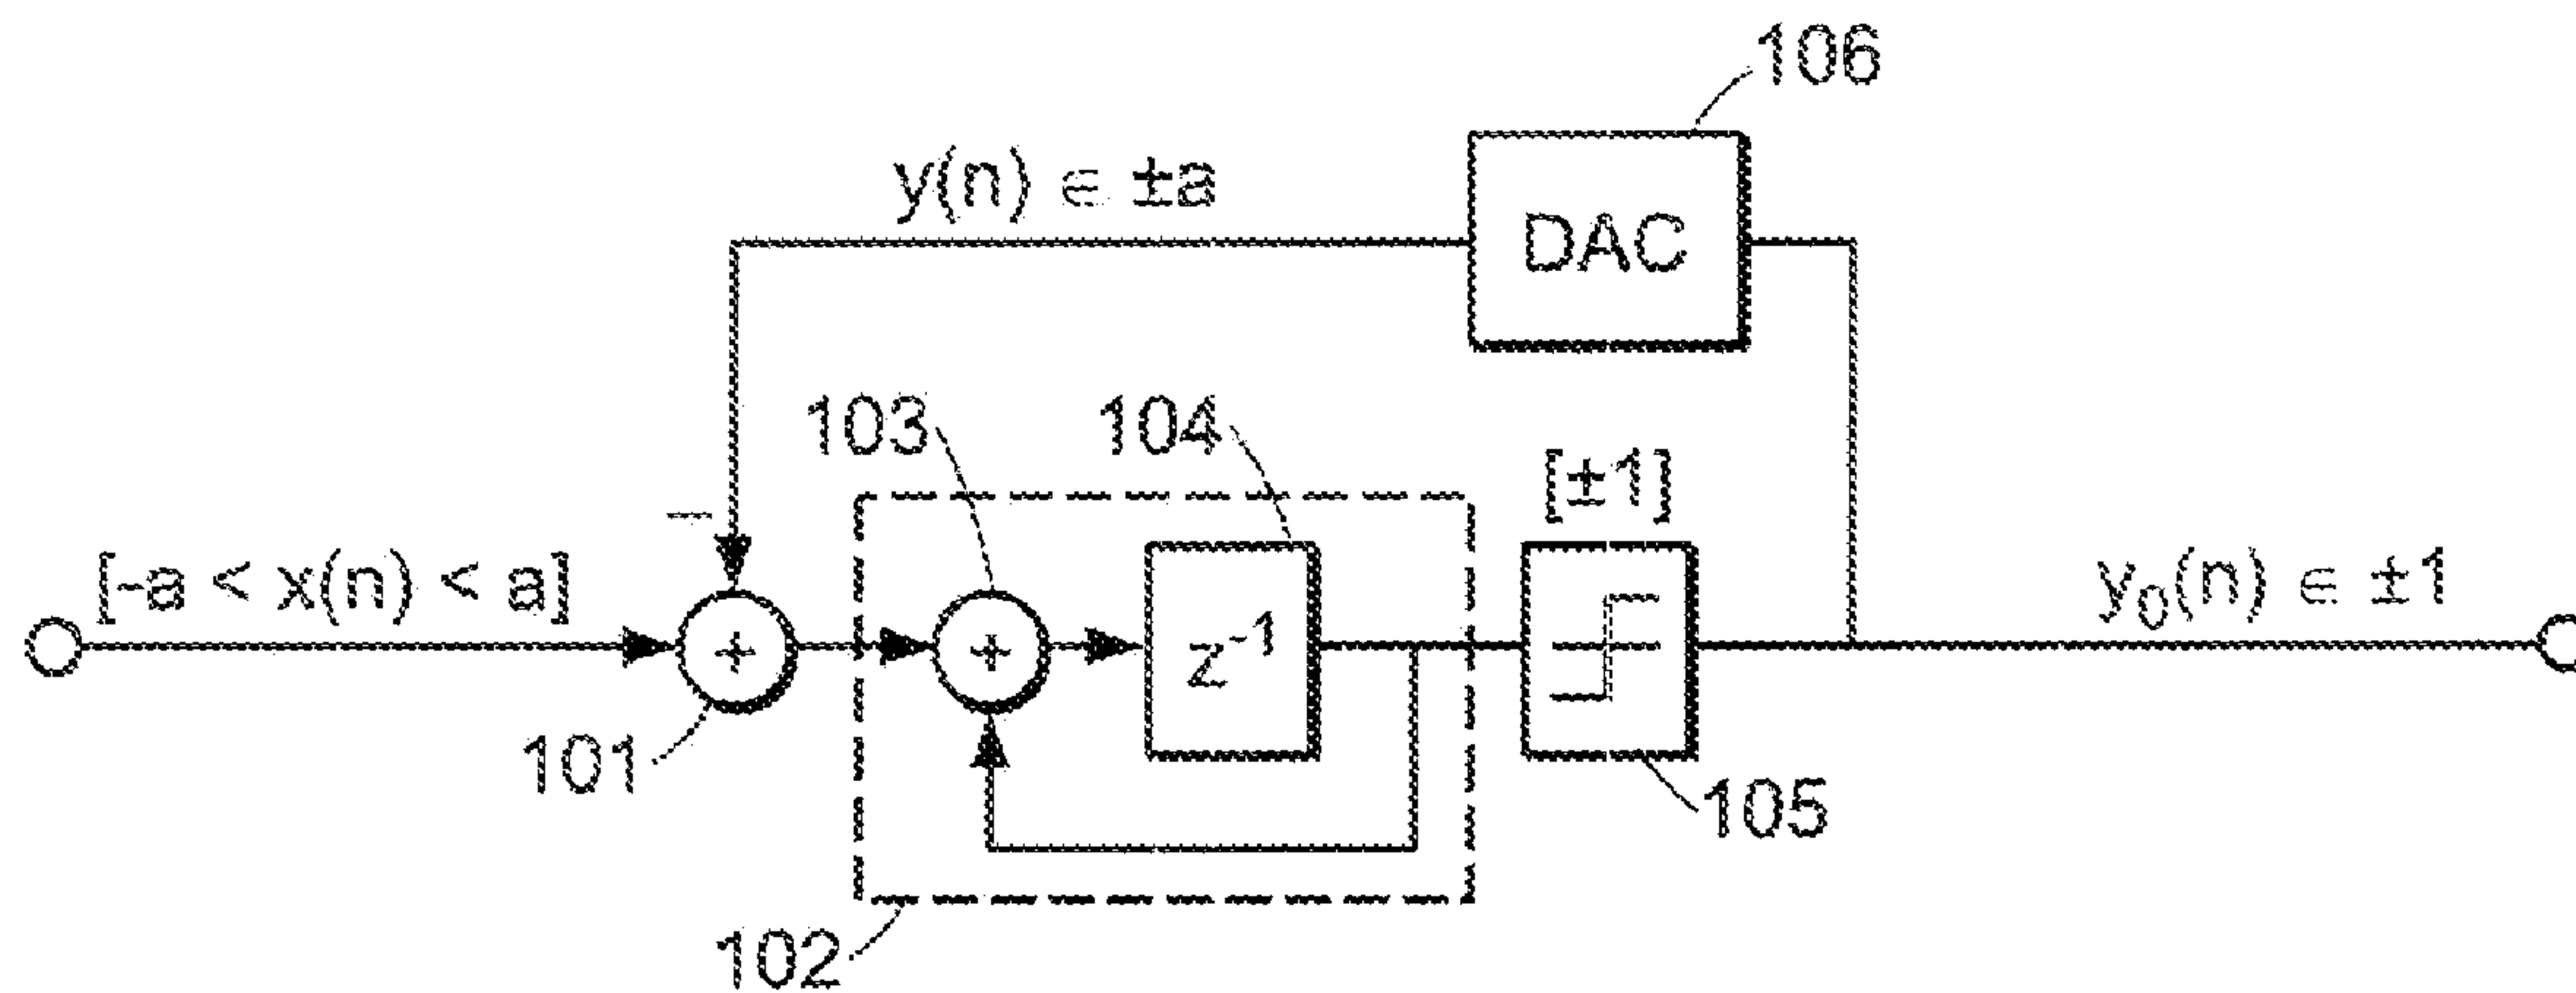 106
y(n) ∈ ±a
DAC
103
104
[±1]
−
[-a < x(n) < a]
+
+
z⁻¹
y₀(n) ∈ ±1
101
105
102